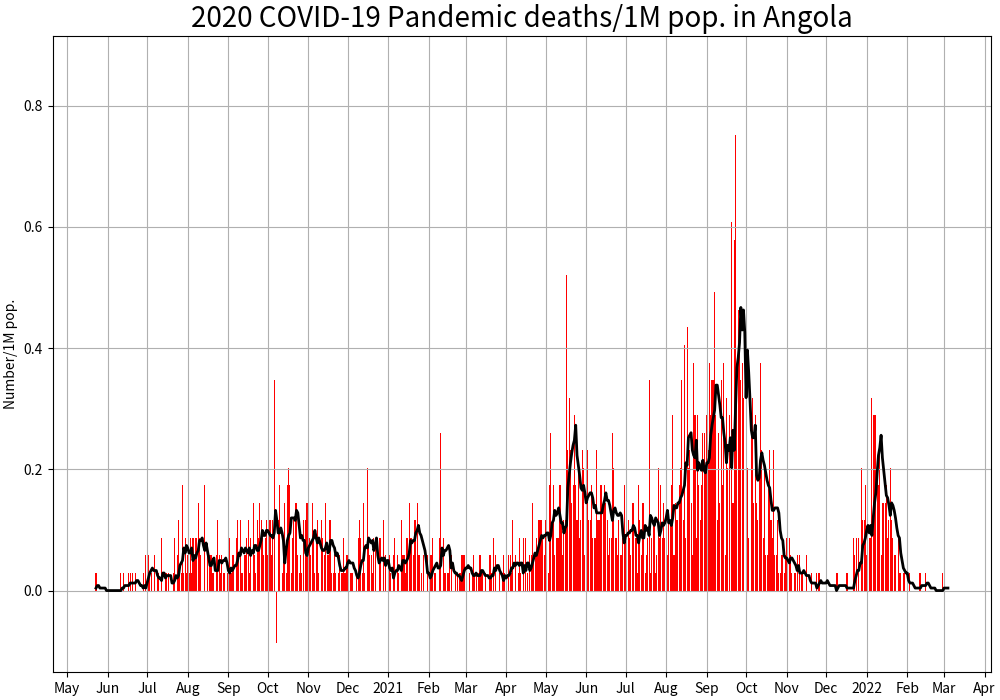 2020 COVID-19 Pandemic deaths/1M pop. in Angola
0.8
0.6
0.4
0.2
0.0
Number/1M pop.
May Jun Jul Aug Sep Oct Nov Dec 2021 Feb Mar Apr May Jun Jul Aug Sep Oct Nov Dec 2022 Feb Mar Apr